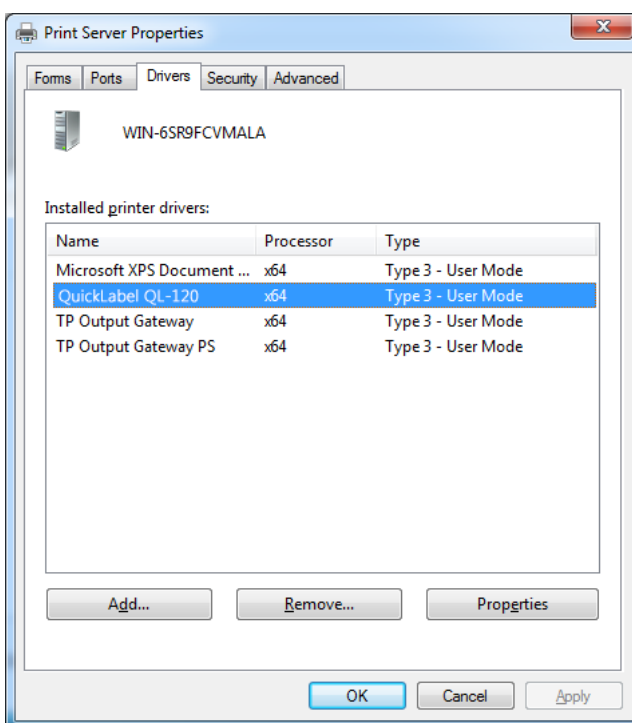 Print Server Properties
Forms Ports Drivers Security Advanced
WIN-6SR9FCVMALA
Installed printer drivers:
Name Processor Type
Microsoft XPS Document ... x64 Type 3 - User Mode
QuickLabel QL-120 x64 Type 3 - User Mode
TP Output Gateway x64 Type 3 - User Mode
TP Output Gateway PS x64 Type 3 - User Mode
Add... Remove... Properties
OK Cancel Apply